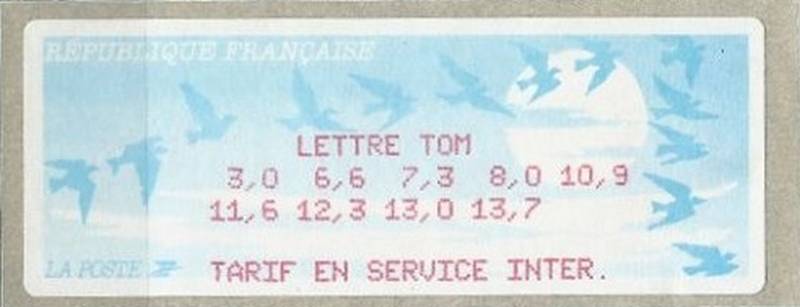 RÉPUBLIQUE FRANÇAISE
LETTRE TOM
3,0 6,6 7,3 8,0 10,9
11,6 12,3 13,0 13,7
LA POSTE
TARIF EN SERVICE INTER.